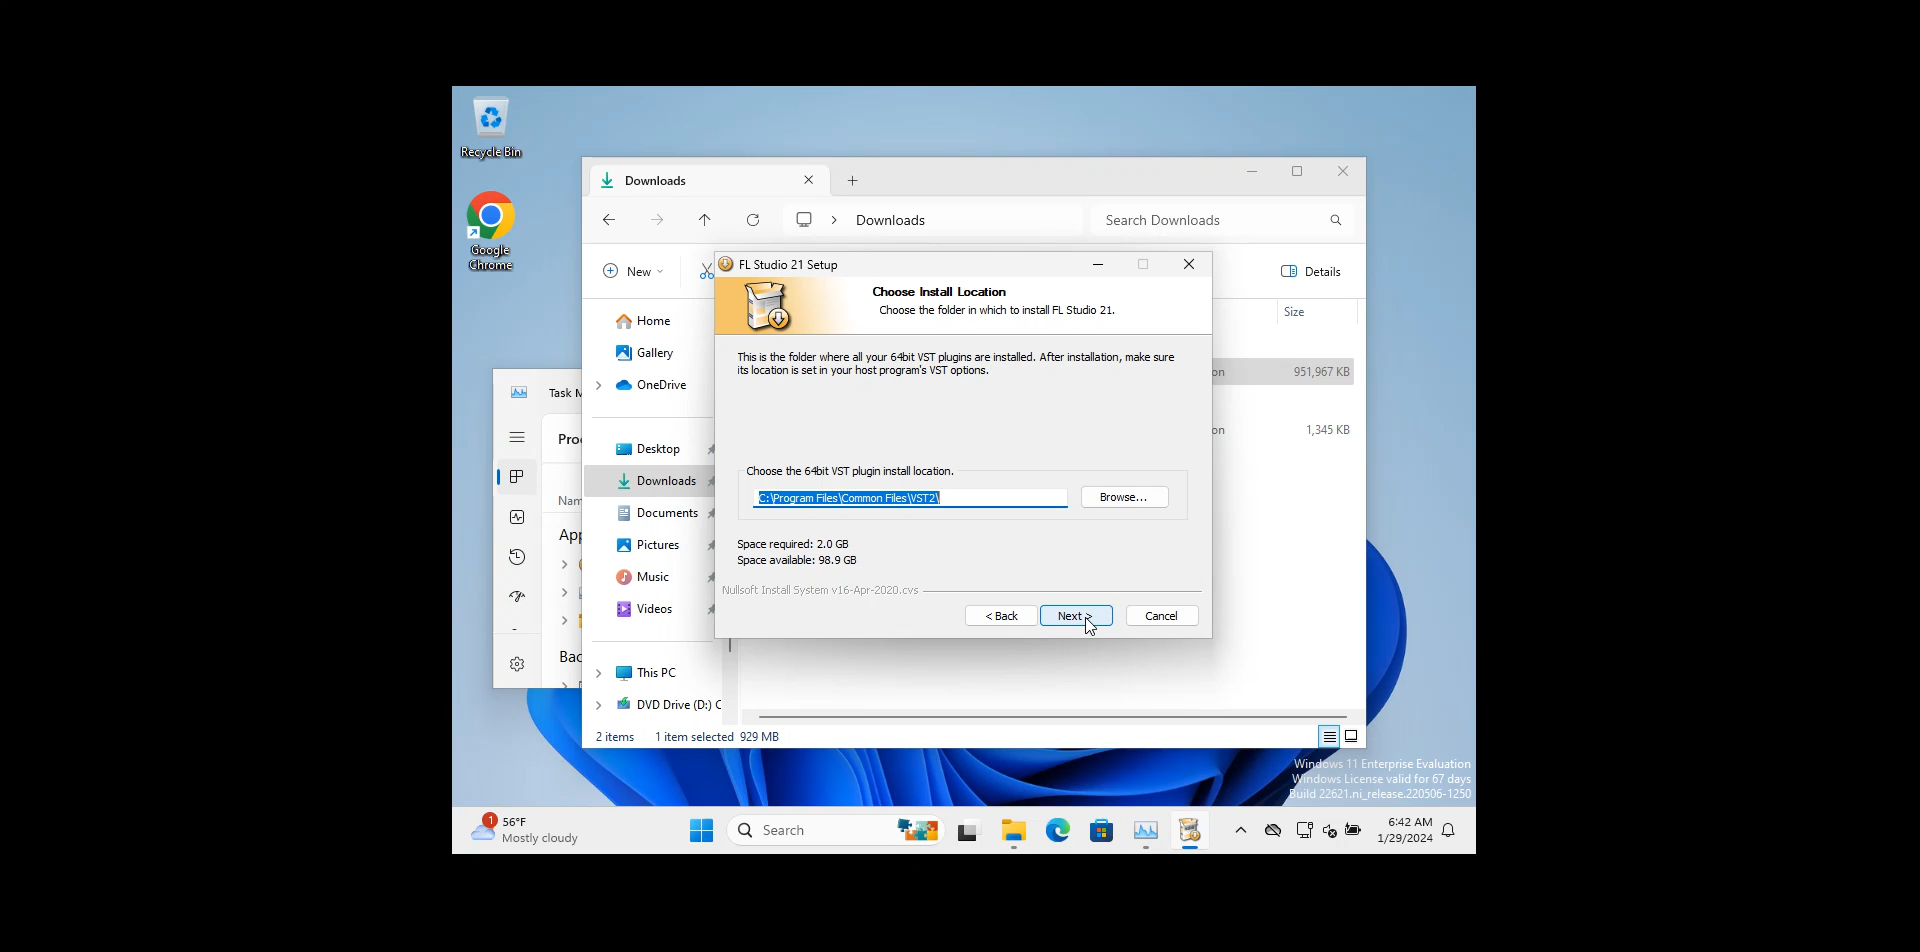 Recycle Bin
Google
Chrome
Downloads
Downloads
Search Downloads
New
Details
FL Studio 21 Setup
Choose Install Location
Choose the folder in which to install FL Studio 21.
Size
Home
Gallery
OneDrive
This is the folder where all your 64bit VST plugins are installed. After installation, make sure
its location is set in your host program's VST options.
on 951,967 KB
Task M
Pro
on 1,345 KB
Desktop
Downloads
Documents
Pictures
Music
Videos
Choose the 64bit VST plugin install location.
C:\Program Files\Common Files\VST2\
Browse...
Nam
App
Space required: 2.0 GB
Space available: 98.9 GB
Nullsoft Install System v16-Apr-2020.cvs
< Back
Next >
Cancel
Bac
This PC
DVD Drive (D:) C
2 items 1 item selected 929 MB
Windows 11 Enterprise Evaluation
Windows License valid for 67 days
Build 22621.ni_release.220506-1250
1
56°F
Mostly cloudy
Search
6:42 AM
1/29/2024